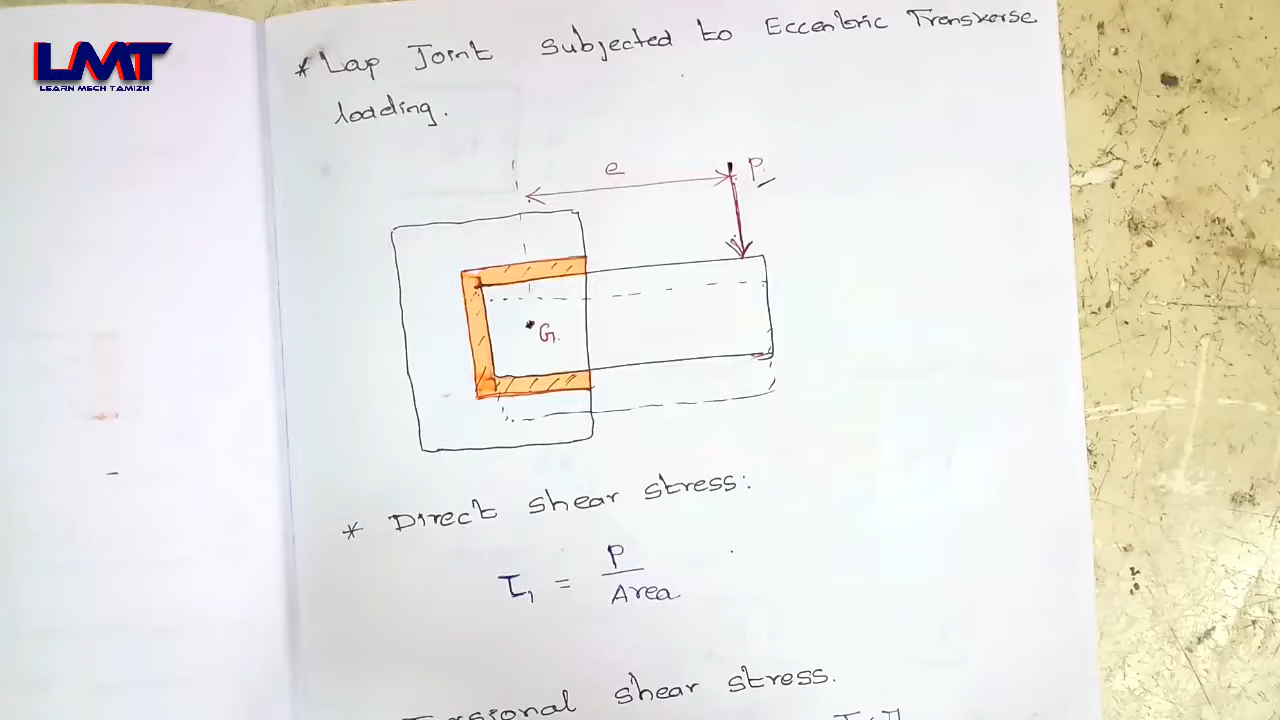 LMT
LEARN MECH TAMIZH
* Lap Joint Subjected to Eccentric Transverse
loading.
e
P
G
* Direct shear stress:
τ₁ = P / Area
Torsional shear stress.